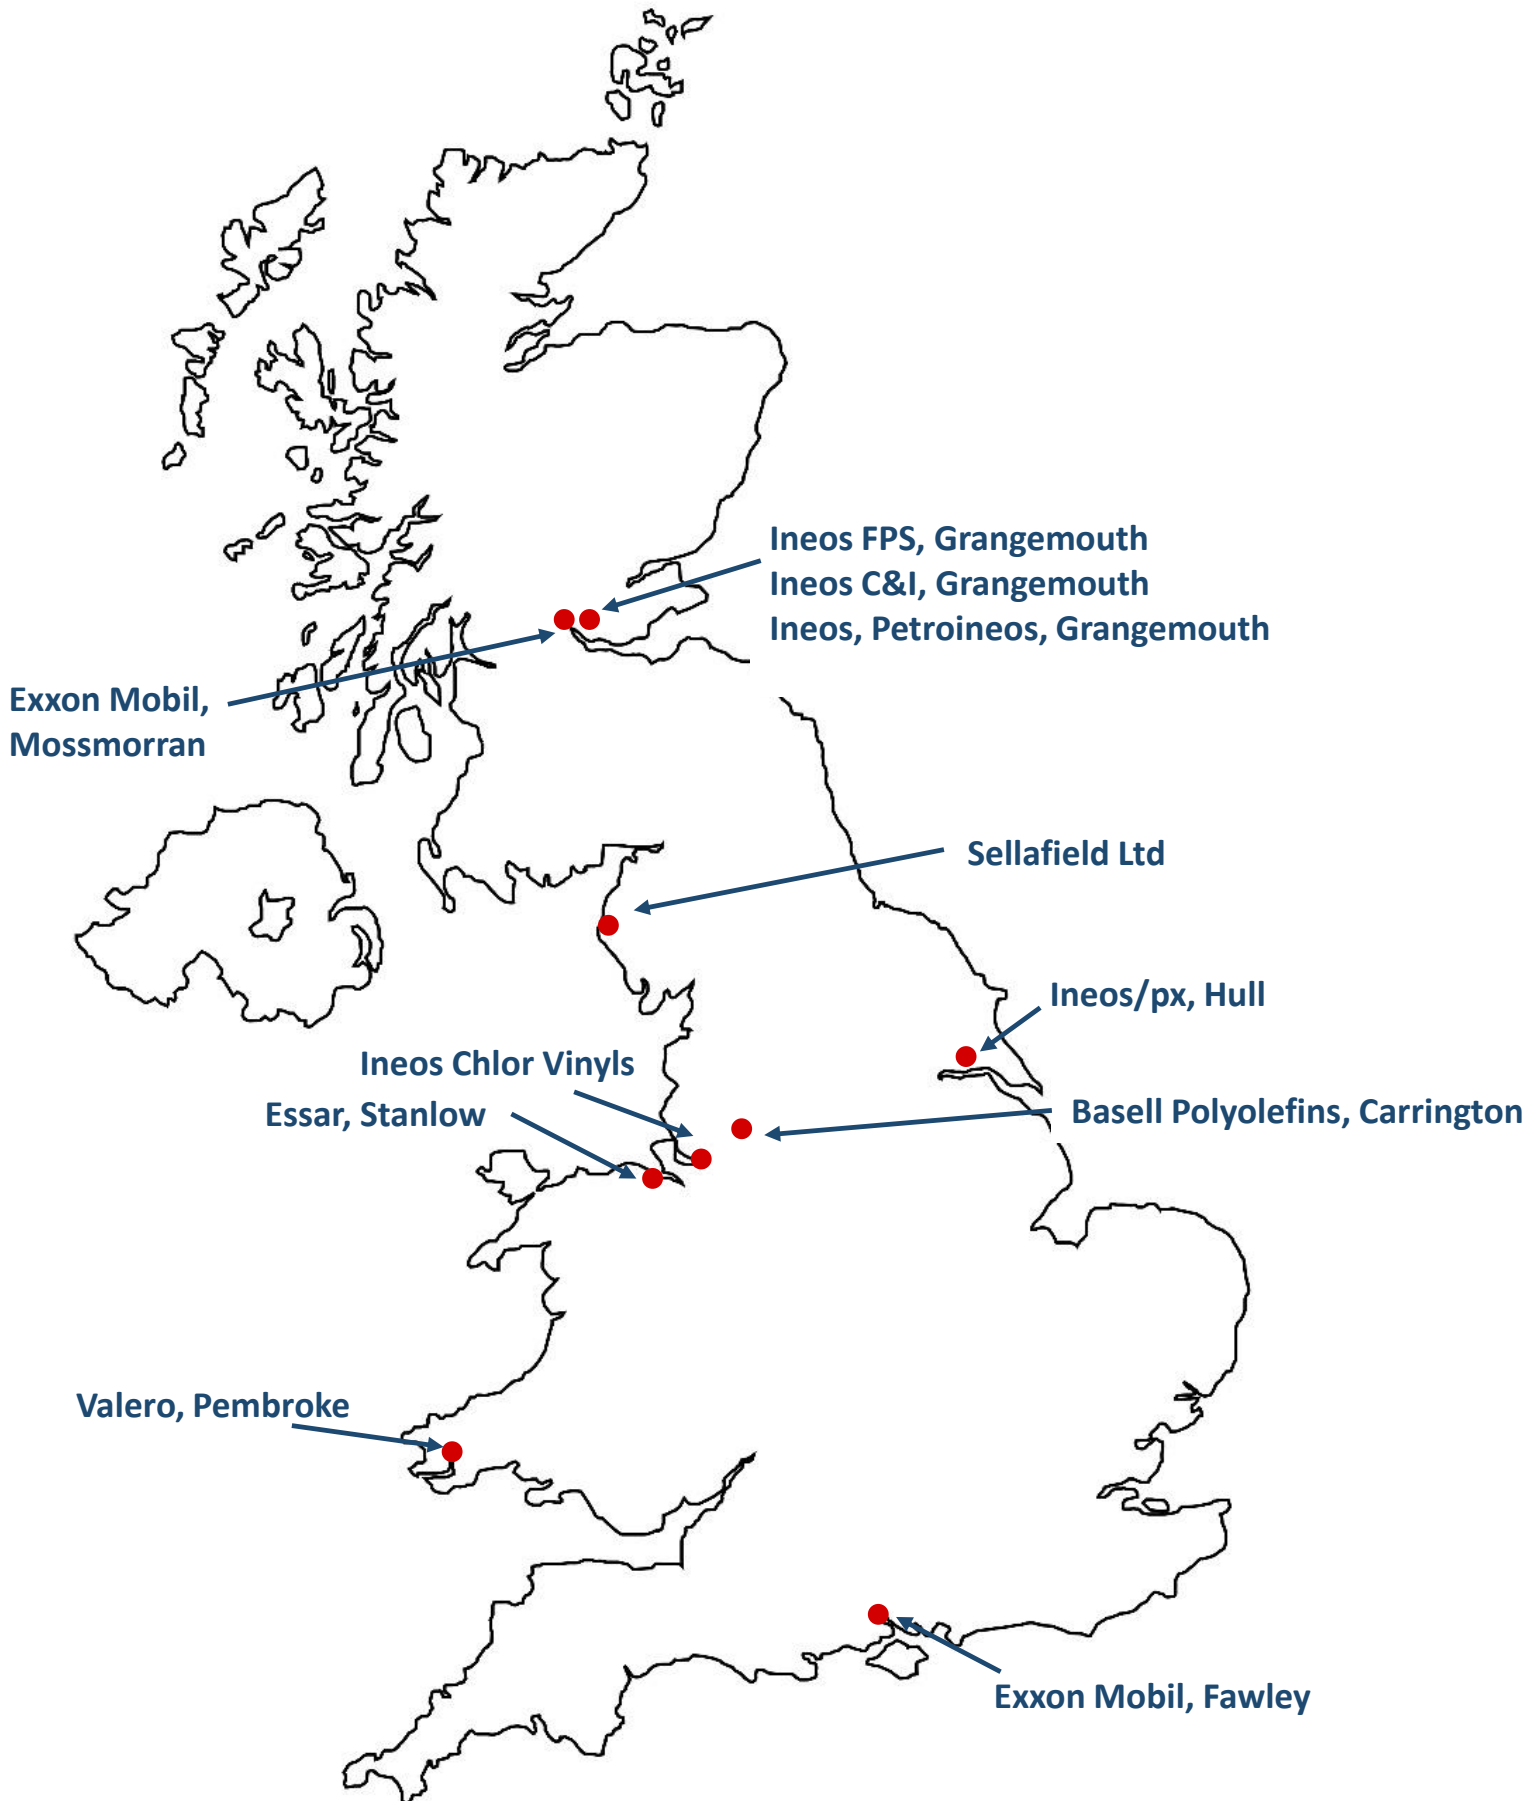 Ineos FPS, Grangemouth
Ineos C&I, Grangemouth
Ineos, Petroineos, Grangemouth
Exxon Mobil,
Mossmorran
Sellafield Ltd
Ineos/px, Hull
Ineos Chlor Vinyls
Essar, Stanlow
Basell Polyolefins, Carrington
Valero, Pembroke
Exxon Mobil, Fawley